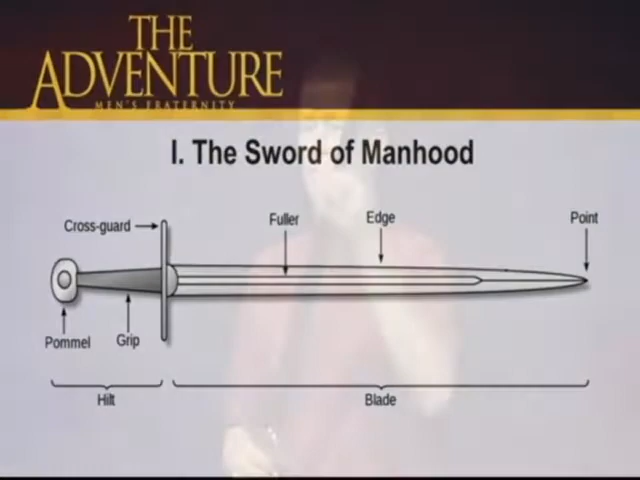 THE
ADVENTURE
MEN'S FRATERNITY
I. The Sword of Manhood
Cross-guard
Fuller
Edge
Point
Pommel
Grip
Hilt
Blade